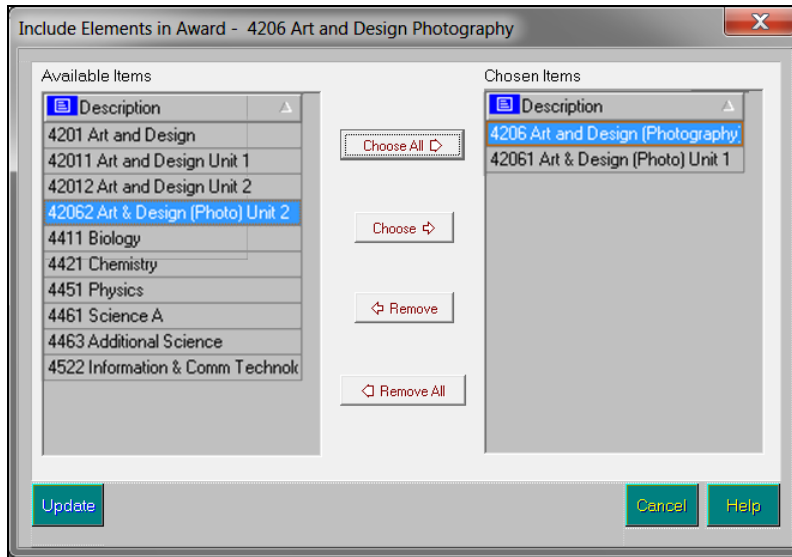 Include Elements in Award - 4206 Art and Design Photography
X
Available Items
Description
4201 Art and Design
42011 Art and Design Unit 1
42012 Art and Design Unit 2
42062 Art & Design (Photo) Unit 2
4411 Biology
4421 Chemistry
4451 Physics
4461 Science A
4463 Additional Science
4522 Information & Comm Technolo
Choose All
Choose
Remove
Remove All
Chosen Items
Description
4206 Art and Design (Photography)
42061 Art & Design (Photo) Unit 1
Update
Cancel
Help